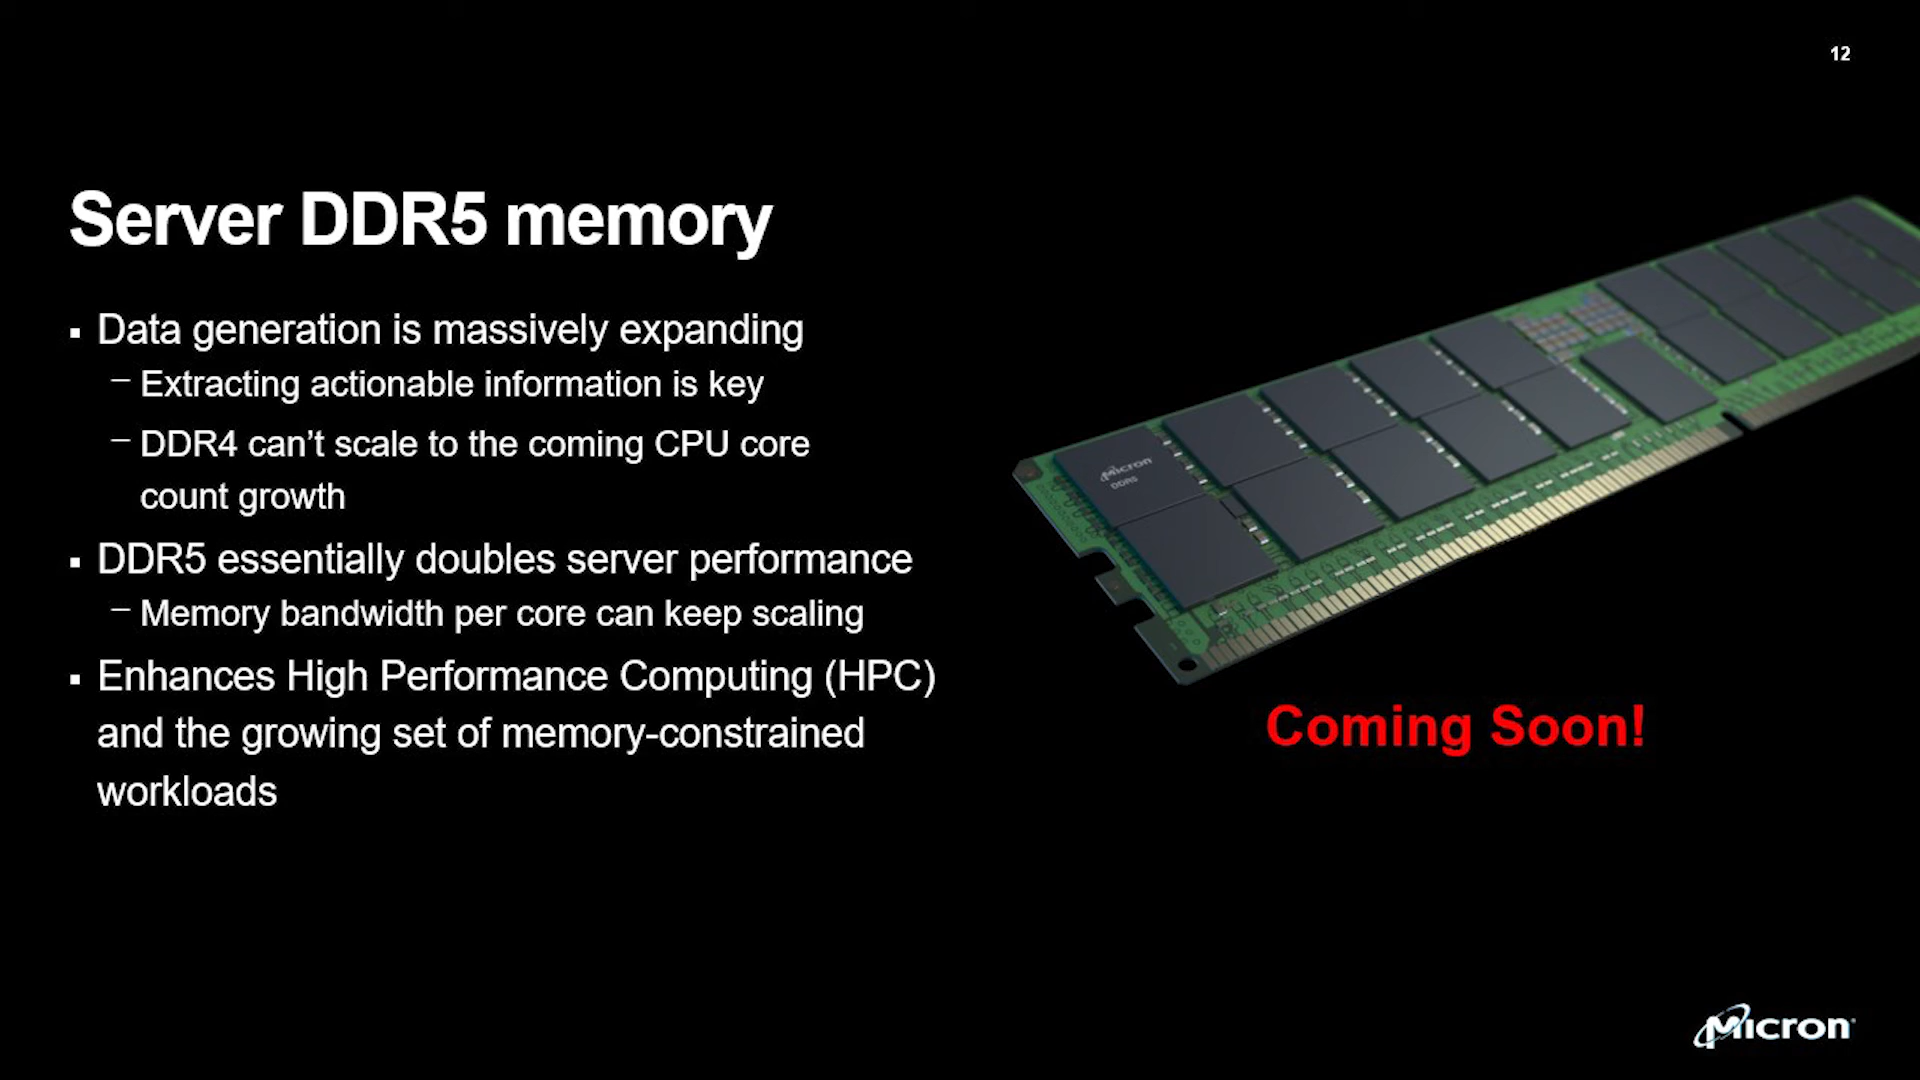 12
Server DDR5 memory
▪ Data generation is massively expanding
– Extracting actionable information is key
– DDR4 can’t scale to the coming CPU core
count growth
▪ DDR5 essentially doubles server performance
– Memory bandwidth per core can keep scaling
▪ Enhances High Performance Computing (HPC)
and the growing set of memory-constrained
workloads
Micron
DDR5
Coming Soon!
Micron